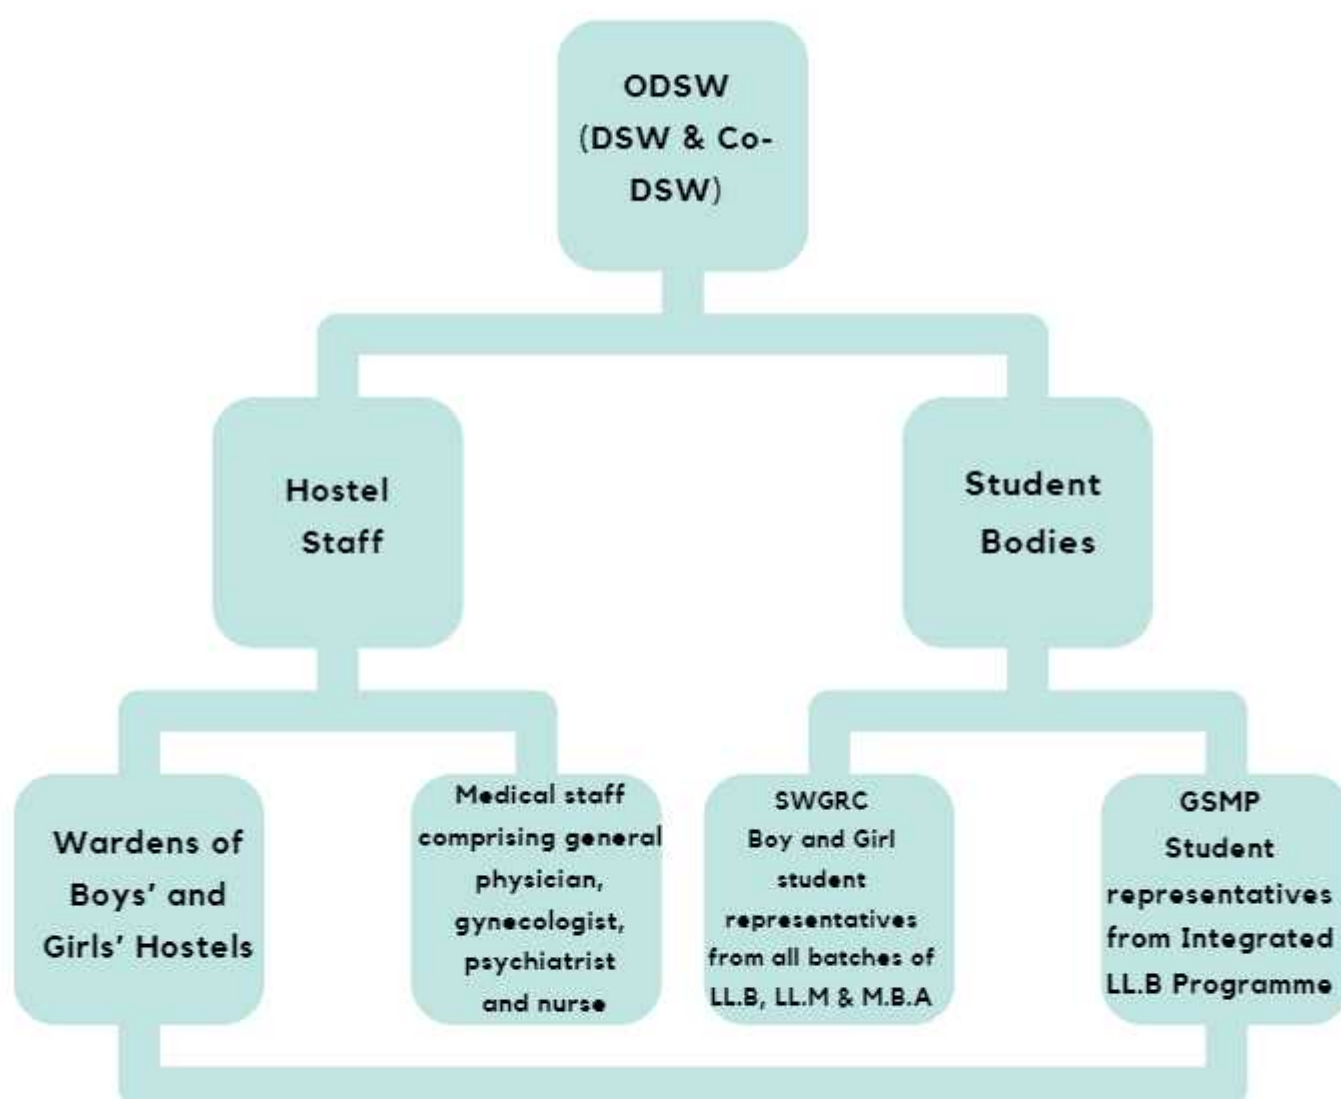 ODSW
(DSW & Co-
DSW)
Hostel
Staff
Student
Bodies
Wardens of
Boys' and
Girls' Hostels
Medical staff
comprising general
physician,
gynecologist,
psychiatrist
and nurse
SWGRC
Boy and Girl
student
representatives
from all batches of
LL.B, LL.M & M.B.A
GSMP
Student
representatives
from Integrated
LL.B Programme